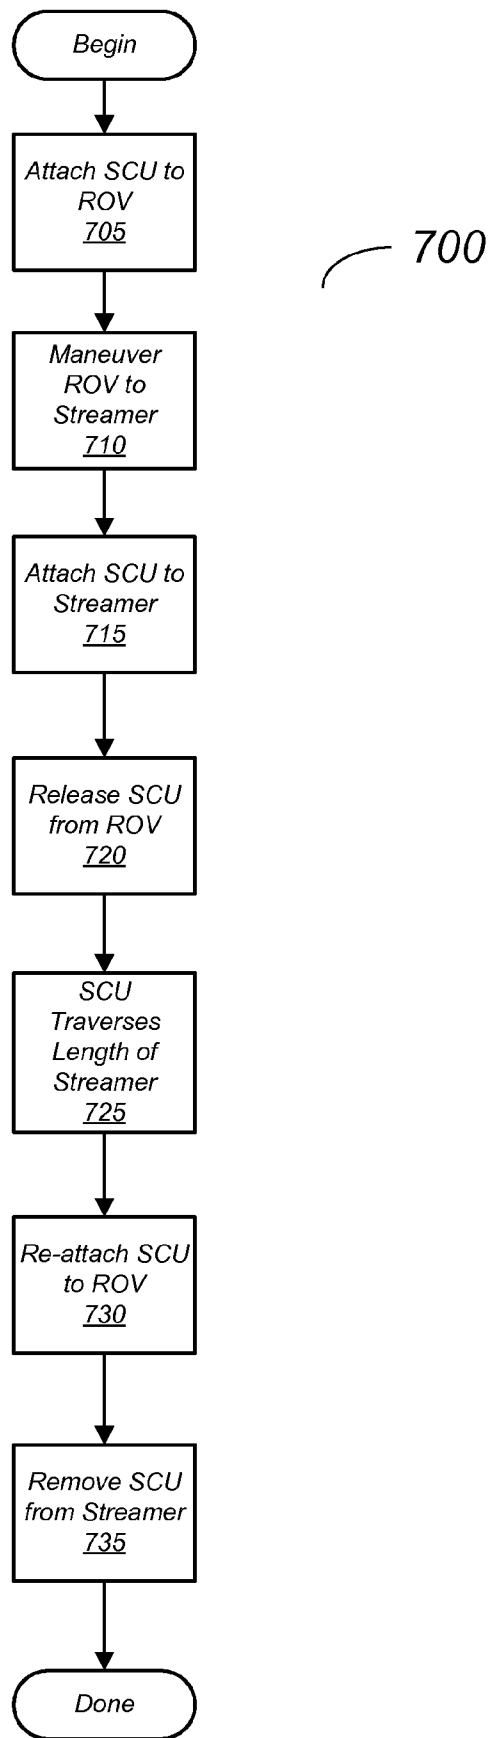 Begin
Attach SCU to
ROV
705
700
Maneuver
ROV to
Streamer
710
Attach SCU to
Streamer
715
Release SCU
from ROV
720
SCU
Traverses
Length of
Streamer
725
Re-attach SCU
to ROV
730
Remove SCU
from Streamer
735
Done